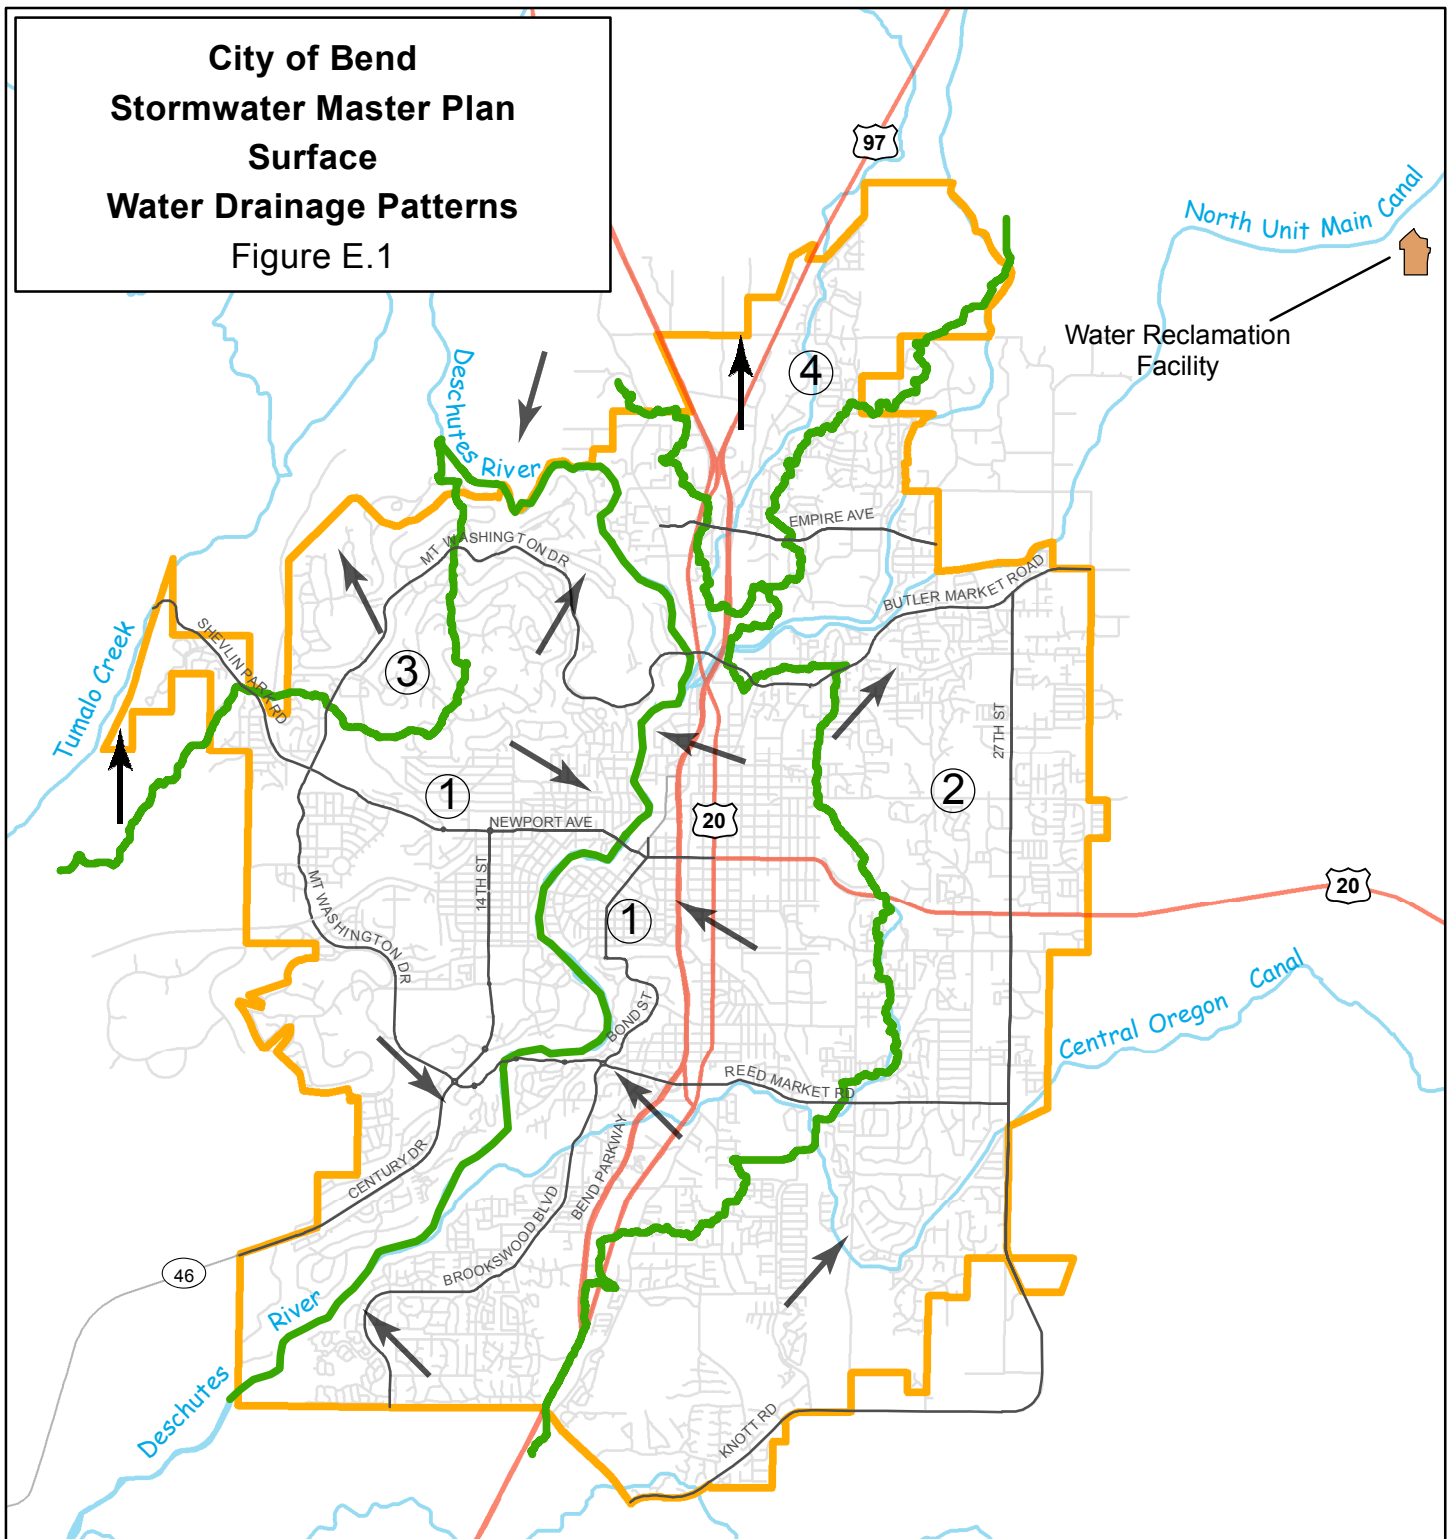 City of Bend
Stormwater Master Plan
Surface
Water Drainage Patterns
Figure E.1
97
North Unit Main Canal
Water Reclamation
Facility
Deschutes River
4
EMPIRE AVE
MT WASHINGTON DR
BUTLER MARKET ROAD
SHEVLIN PARK RD
Tumalo Creek
3
27TH ST
1
2
NEWPORT AVE
20
14TH ST
20
MT WASHINGTON DR
1
Central Oregon Canal
BOND ST
REED MARKET RD
CENTURY DR
BEND PARKWAY
BROOKSWOOD BLVD
46
Deschutes River
KNOTT RD